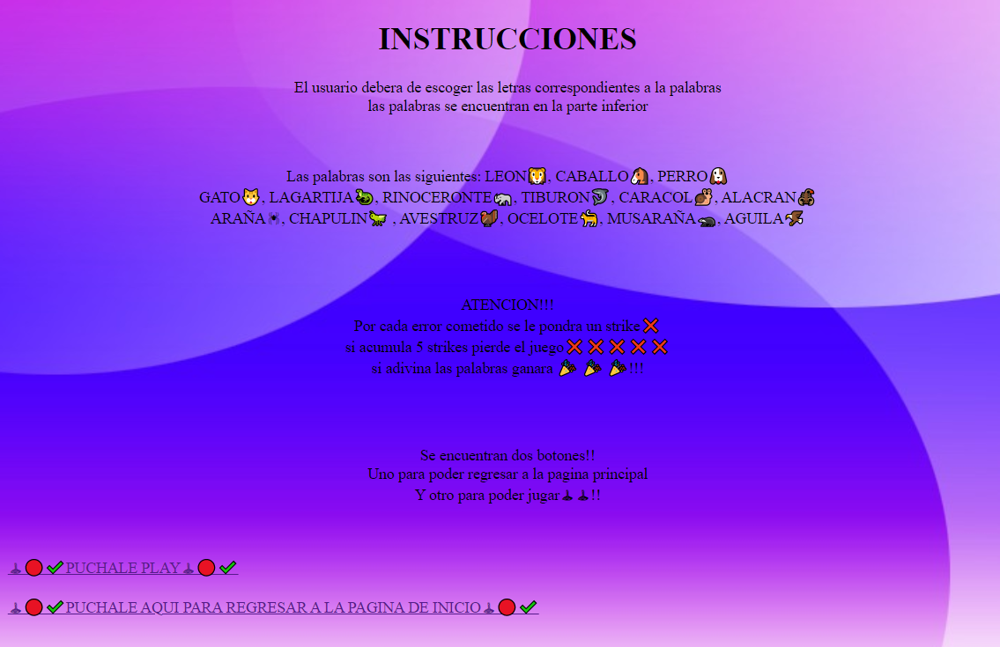 INSTRUCCIONES
El usuario debera de escoger las letras correspondientes a la palabras
las palabras se encuentran en la parte inferior
Las palabras son las siguientes: LEON🦁, CABALLO🐴, PERRO🐶
GATO🐱, LAGARTIJA🐍, RINOCERONTE🦏, TIBURON🦈, CARACOL🐌, ALACRAN🦂
ARAÑA🕷, CHAPULIN🦗 , AVESTRUZ🦃, OCELOTE🐆, MUSARAÑA🦡, AGUILA🦅
ATENCION!!!
Por cada error cometido se le pondra un strike❌
si acumula 5 strikes pierde el juego❌ ❌ ❌ ❌ ❌
si adivina las palabras ganara 🎉 🎉 🎉!!!
Se encuentran dos botones!!
Uno para poder regresar a la pagina principal
Y otro para poder jugar🕹🕹!!
🕹🔴✅PUCHALE PLAY🕹🔴✅
🕹🔴✅PUCHALE AQUI PARA REGRESAR A LA PAGINA DE INICIO🕹🔴✅